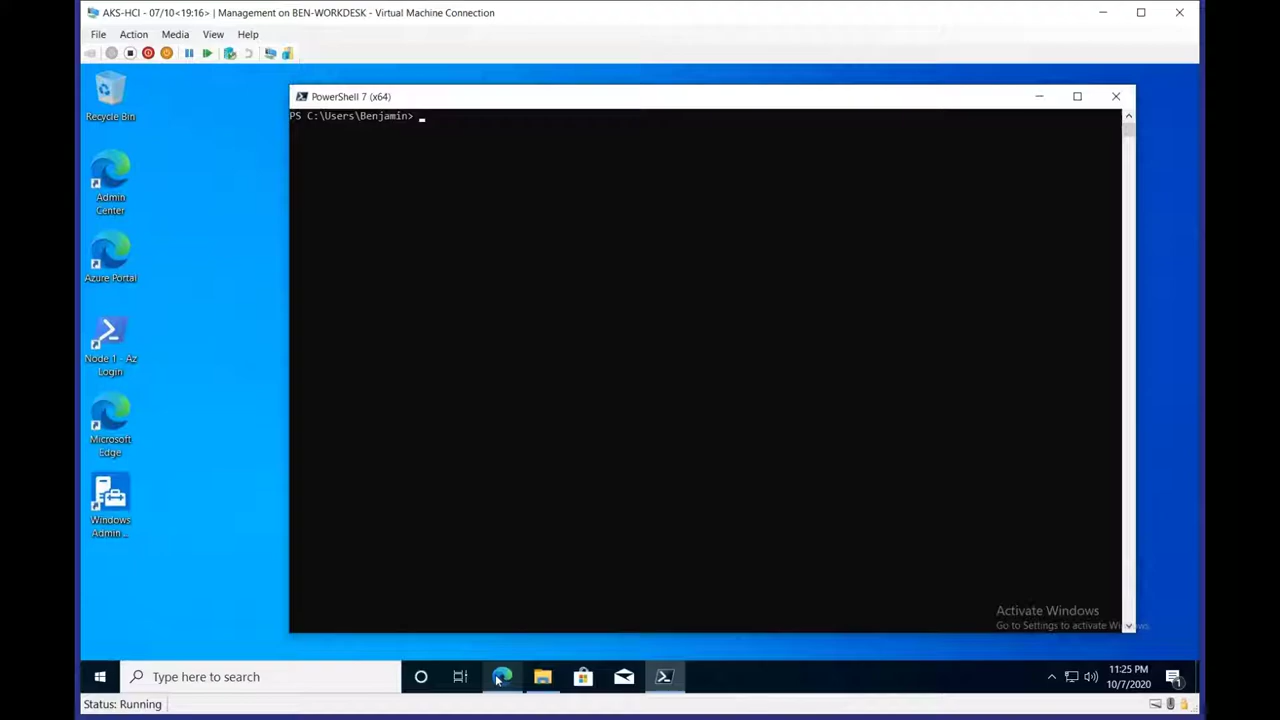 AKS-HCI - 07/10<19:16> | Management on BEN-WORKDESK - Virtual Machine Connection
File Action Media View Help
Recycle Bin
Admin
Center
Azure Portal
Node 1 - Az
Login
Microsoft
Edge
Windows
Admin ...
PowerShell 7 (x64)
PS C:\Users\Benjamin> _
Activate Windows
Go to Settings to activate Windows.
Type here to search
11:25 PM
10/7/2020
1
Status: Running